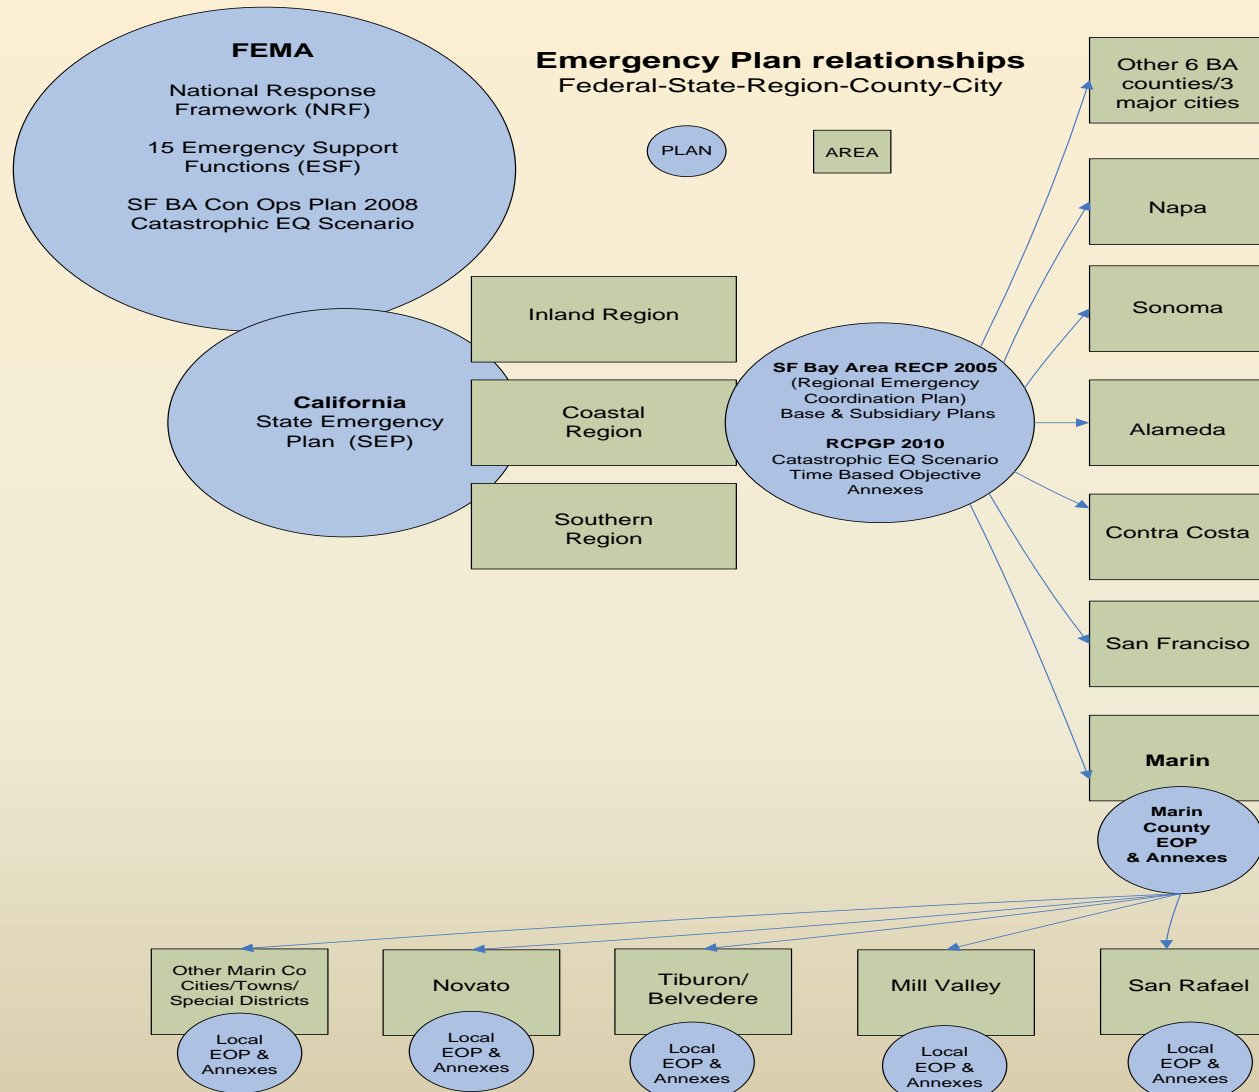 FEMA
National Response
Framework (NRF)
15 Emergency Support
Functions (ESF)
SF BA Con Ops Plan 2008
Catastrophic EQ Scenario
Emergency Plan relationships
Federal-State-Region-County-City
PLAN
AREA
California
State Emergency
Plan (SEP)
Inland Region
Coastal
Region
Southern
Region
SF Bay Area RECP 2005
(Regional Emergency
Coordination Plan)
Base & Subsidiary Plans
RCPGP 2010
Catastrophic EQ Scenario
Time Based Objective
Annexes
Other 6 BA
counties/3
major cities
Napa
Sonoma
Alameda
Contra Costa
San Franciso
Marin
Marin
County
EOP
& Annexes
Other Marin Co
Cities/Towns/
Special Districts
Local
EOP &
Annexes
Novato
Local
EOP &
Annexes
Tiburon/
Belvedere
Local
EOP &
Annexes
Mill Valley
Local
EOP &
Annexes
San Rafael
Local
EOP &
Annexes